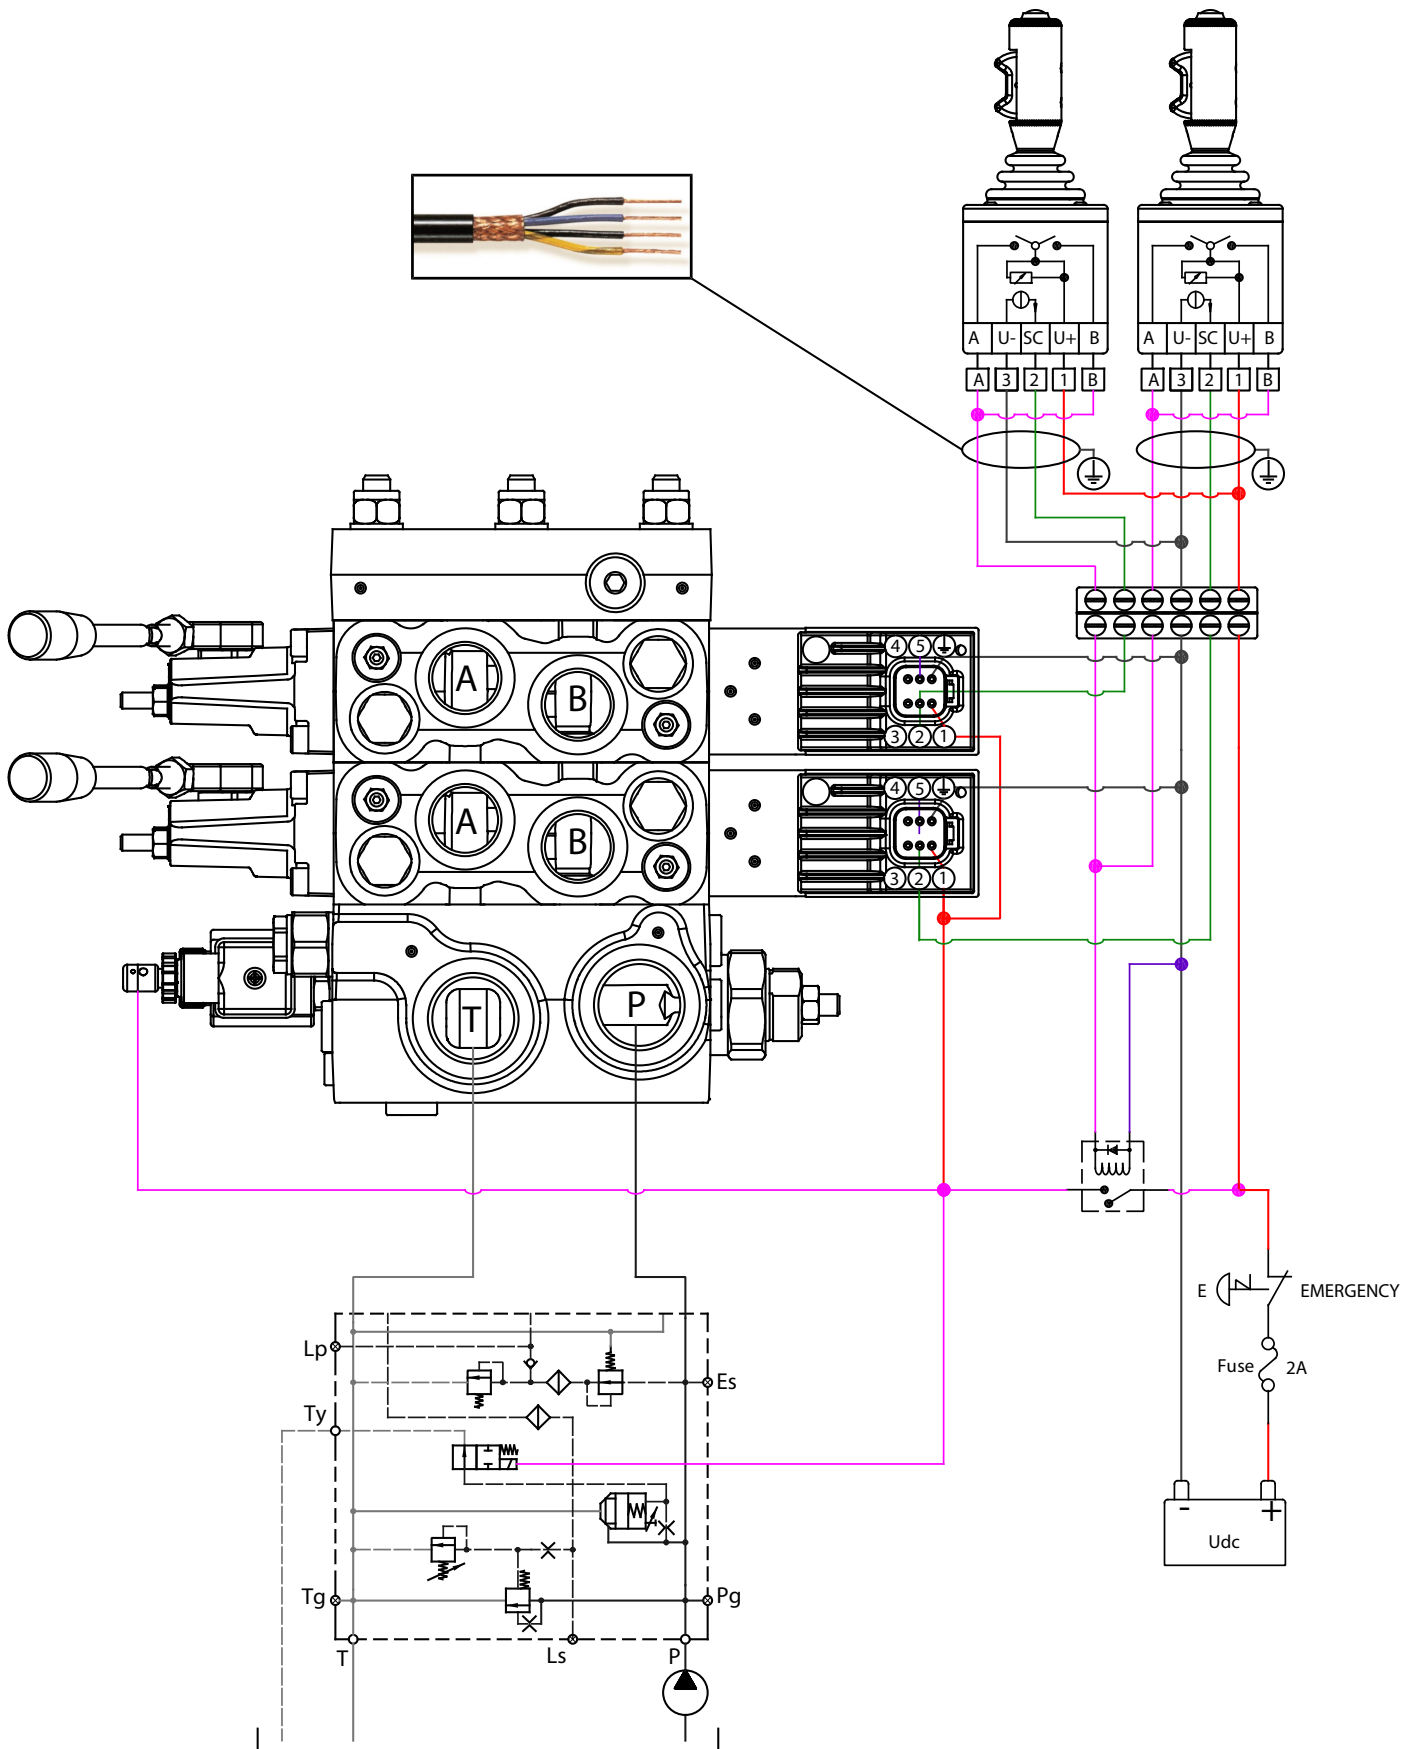 A U- SC U+ B
A U- SC U+ B
A 3 2 1 B
A 3 2 1 B
4 5
A
B
3 2 1
4 5
A
B
3 2 1
T
P
E
EMERGENCY
Fuse
2A
Lp
Es
Ty
- +
Udc
Tg
Pg
T
Ls
P